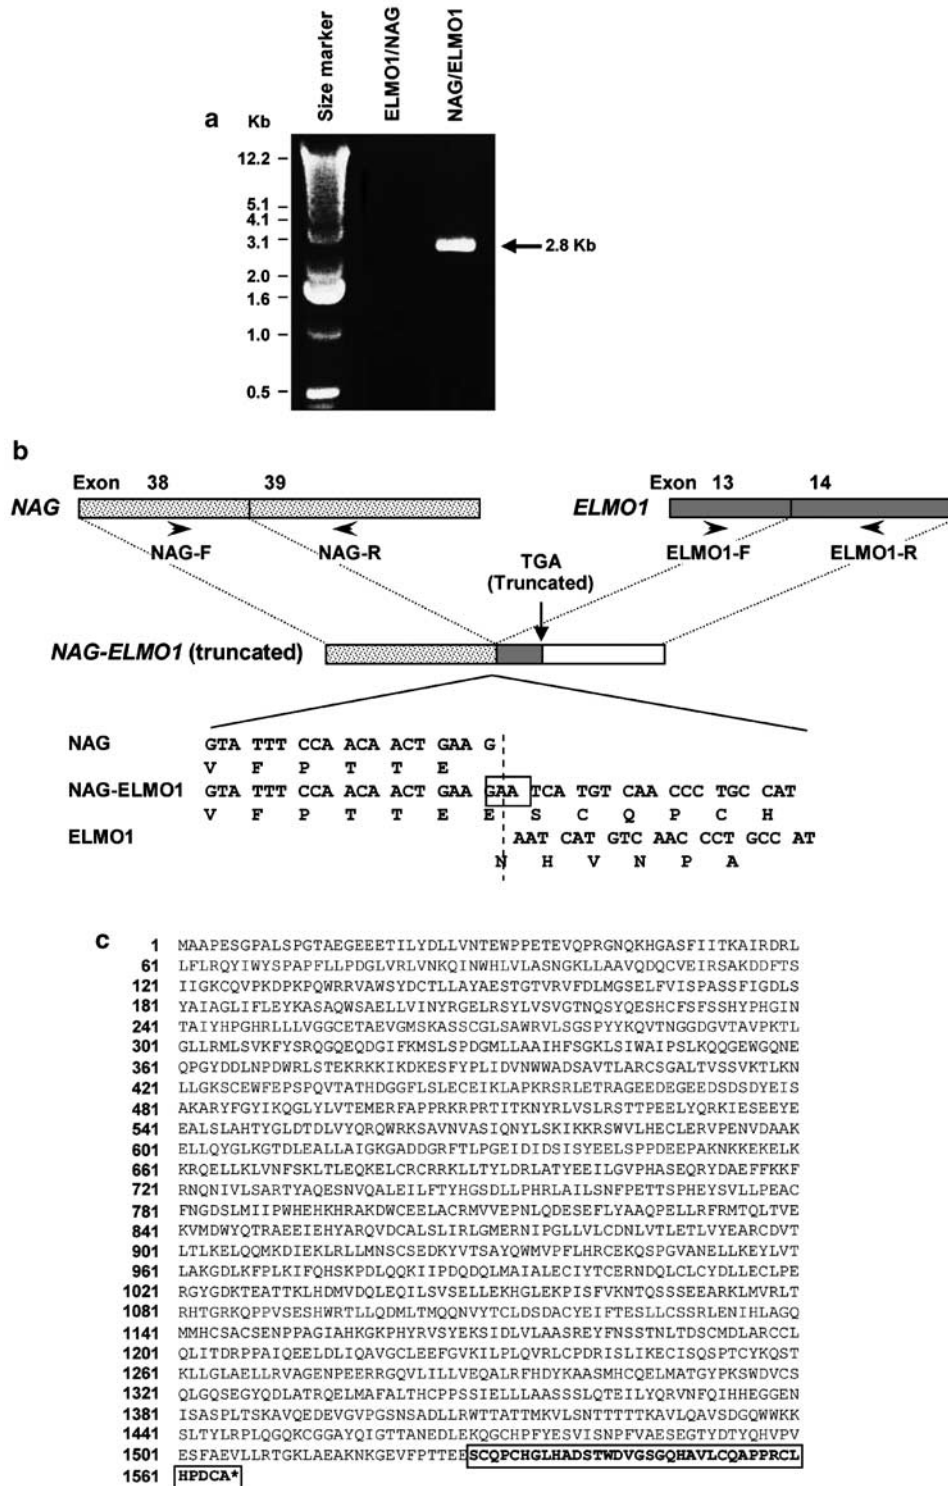 Size marker
ELMO1/NAG
NAG/ELMO1
a
Kb
12.2
5.1
4.1
3.1
2.8 Kb
2.0
1.6
1.0
0.5
b
Exon 38 39
Exon 13 14
NAG
ELMO1
NAG-F
NAG-R
TGA
(Truncated)
ELMO1-F
ELMO1-R
NAG-ELMO1 (truncated)
NAG GTA TTT CCA ACA ACT GAA G
V F P T T E
NAG-ELMO1 GTA TTT CCA ACA ACT GAA GAA TCA TGT CAA CCC TGC CAT
V F P T T E E S C Q P C H
ELMO1 AAT CAT GTC AAC CCT GCC AT
N H V N P A
c
1 MAAPESGPALSPGTAEGEEETILYDLLVNTEWPPETEVQPRGNQKHGASFIITKAIRDRL
61 LFLRQYIWYSPAPFLLPDGLVRLVNKQINWHLVLASNGKLLAAVQDQCVEIRSAKDDFTS
121 IIGKCQVPKDPKPQWRRVAWSYDCTLLAYAESTGTVRVFDLMGSELFVISPASSFIGDLS
181 YAIAGLIFLEYKASAQWSAELLVINYRGELRSYLVSVGTNQSYQESHCFSFSSHYPHGIN
241 TAIYHPGHRLLLVGGCETAEVGMSKASSCGLSAWRVLSGSPYYKQVTNGGDGVTAVPKTL
301 GLLRMLSVKFYSRQGQEQDGIFKMSLSPDGMLLAAIHFSGKLSIWAIPSLKQQGEWGQNE
361 QPGYDDLNPDWRLSTEKRKKIKDKESFYPLIDVNWWADSAVTLARCSGALTVSSVKTLKN
421 LLGKSCEWFEPSPQVTATHDGGFLSLECEIKLAPKRSRLETRAGEEDEGEEDSDSDYEIS
481 AKARYFGYIKQGLYLVTEMERFAPPRKRPRTITKNYRLVSLRSTTPEELYQRKIESEEYE
541 EALSLAHTYGLDTDLVYQRQWRKSAVNVASIQNYLSKIKKRSWVLHECLERVPENVDAAK
601 ELLQYGLKGTDLEALLAIGKGADDGRFTLPGEIDIDSISYEELSPPDEEPAKNKKEKELK
661 KRQELLKLVNFSKLTLEQKELCRCRRKLLTYLDRLATYEEILGVPHASEQRYDAEFFKKF
721 RNQNIVLSARTYAQESNVQALEILFTYHGSDLLPHRLAILSNFPETTSPHEYSVLLPEAC
781 FNGDSLMIIPWHEHKHRAKDWCEELACRMVVEPNLQDESEFLYAAQPELLRFRMTQLTVE
841 KVMDWYQTRAEEIEHYARQVDCALSLIRLGMERNIPGLLVLCDNLVTLETLVYEARCDVT
901 LTLKELQQMKDIEKLRLLMNSCSEDKYVTSAYQWMVPFLHRCEKQSPGVANELLKEYLVT
961 LAKGDLKFPLKIFQHSKPDLQQKIIPDQDQLMAIALECIYTCERNDQLCLCYDLLECLPE
1021 RGYGDKTEATTKLHDMVDQLEQILSVSELLEKHGLEKPISFVKNTQSSSEEARKLMVRLT
1081 RHTGRKQPPVSESHWRTLLQDMLTMQQNVYTCLDSDACYEIFTESLLCSSRLENIHLAGQ
1141 MMHCSACSENPPAGIAHKGKPHYRVSYEKSIDLVLAASREYFNSSTNLTDSCMDLARCCL
1201 QLITDRPPAIQEELDLIQAVGCLEEFGVKILPLQVRLCPDRISLIKECISQSPTCYKQST
1261 KLLGLAELLRVAGENPEERRGQVLILLVEQALRFHDYKAASMHCQELMATGYPKSWDVCS
1321 QLGQSEGYQDLATRQELMAFALTHCPPSSIELLLAASSSLQTEILYQRVNFQIHHEGGEN
1381 ISASPLTSKAVQEDEVGVPGSNSADLLRWTTATTMKVLSNTTTTTKAVLQAVSDGQWWKK
1441 SLTYLRPLQGQKCGGAYQIGTTANEDLEKQGCHPFYESVISNPFVAESEGTYDTYQHVPV
1501 ESFAEVLLRTGKLAEAKNKGEVFPTTEESCQPCHGLHADSTWDVGSGQHAVLCQAPPRCL
1561 HPDCA*